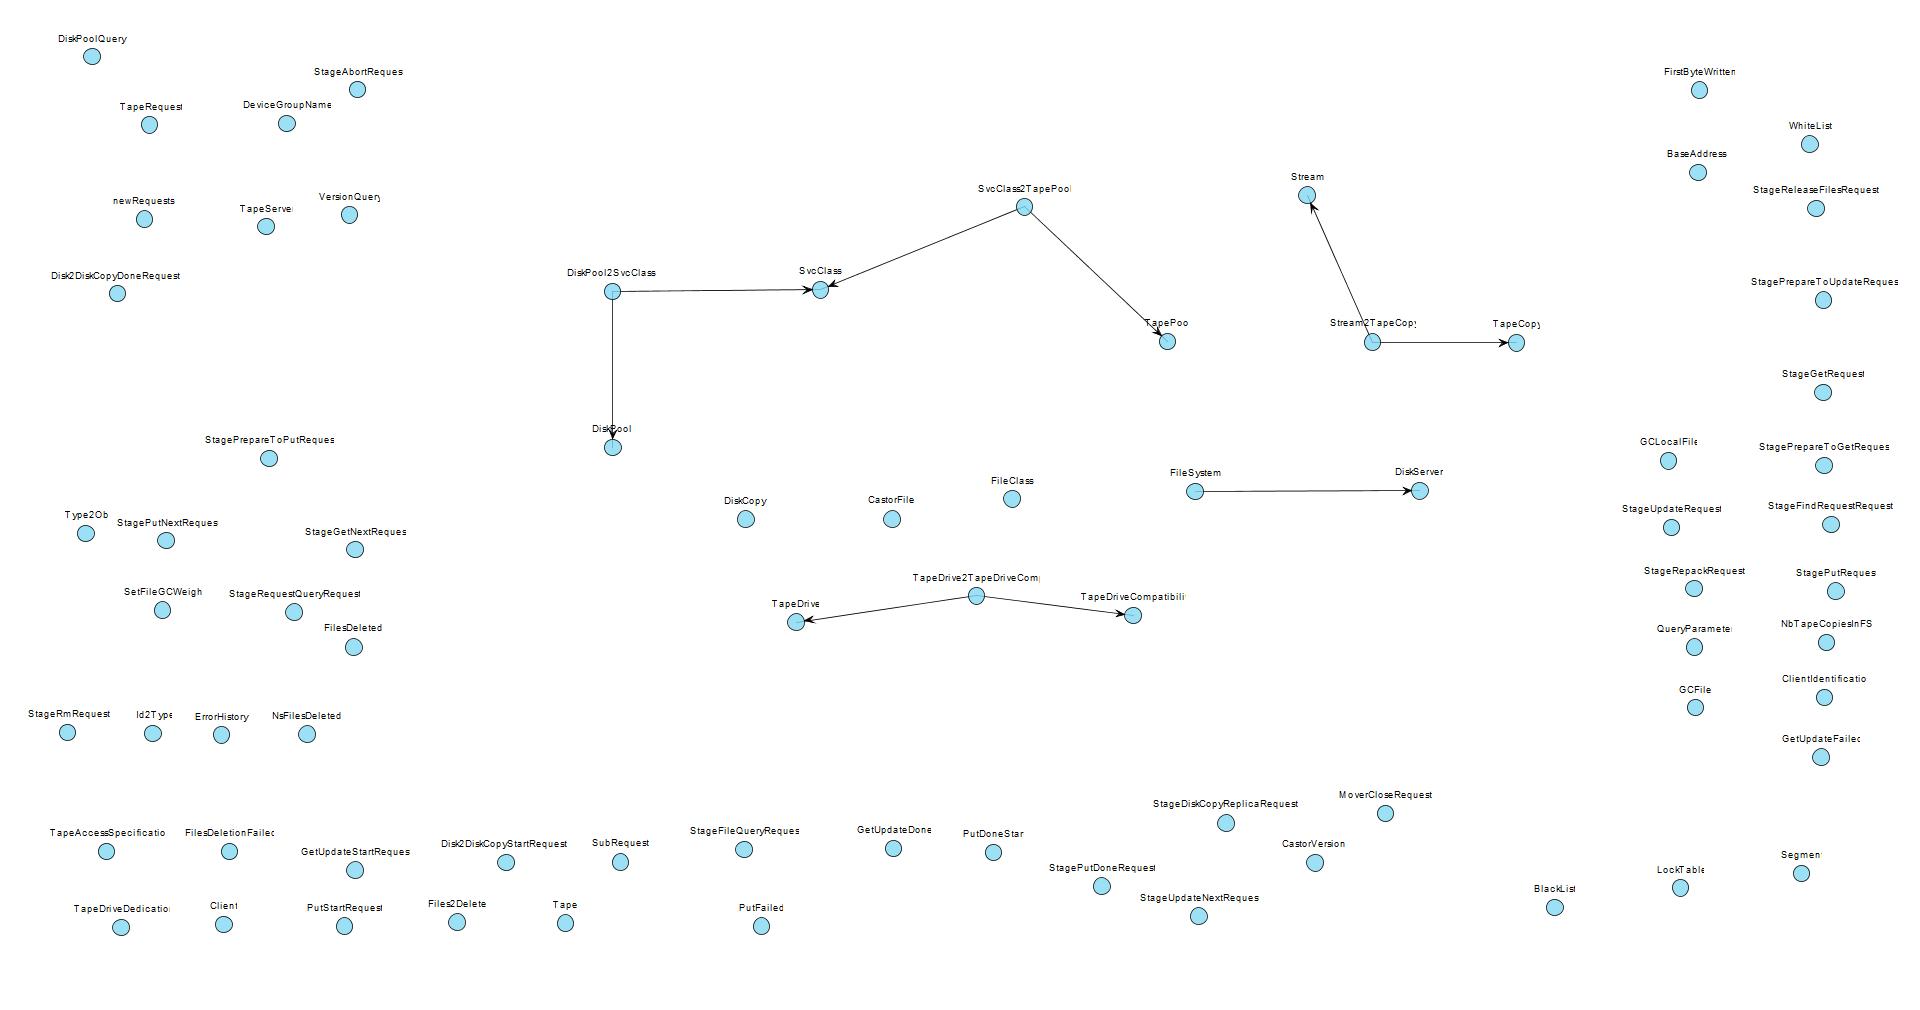 DiskPoolQuery
StageAbortReques
FirstByteWritten
TapeRequest
DeviceGroupName
WhiteList
BaseAddress
Stream
SvcClass2TapePool
StageReleaseFilesRequest
newRequests
TapeServe
VersionQuery
DiskPool2SvcClass
SvcClass
Disk2DiskCopyDoneRequest
StagePrepareToUpdateReques
TapePoo
Stream2TapeCopy
TapeCopy
StageGetRequest
DiskPool
StagePrepareToPutReques
GCLocalFile
StagePrepareToGetReques
FileSystem
DiskServer
FileClass
DiskCopy
CastorFile
StageUpdateRequest
StageFindRequestRequest
Type2Ob
StagePutNextReques
StageGetNextReques
StageRepackRequest
StagePutReques
TapeDrive2TapeDriveComp
SetFileGCWeigh
StageRequestQueryRequest
TapeDrive
TapeDriveCompatibili
FilesDeleted
QueryParamete
NbTapeCopiesInFS
ClientIdentificatio
GCFile
StageRmRequest
Id2Type
ErrorHistory
NsFilesDeleted
GetUpdateFailed
StageDiskCopyReplicaRequest
MoverCloseRequest
TapeAccessSpecificatio
FilesDeletionFailed
GetUpdateStartReques
Disk2DiskCopyStartRequest
SubRequest
StageFileQueryReques
GetUpdateDone
PutDoneStar
CastorVersion
StagePutDoneRequest
LockTable
Segmen
TapeDriveDedicatio
Client
PutStartRequest
Files2Delete
Tape
PutFailed
StageUpdateNextReques
BlackList